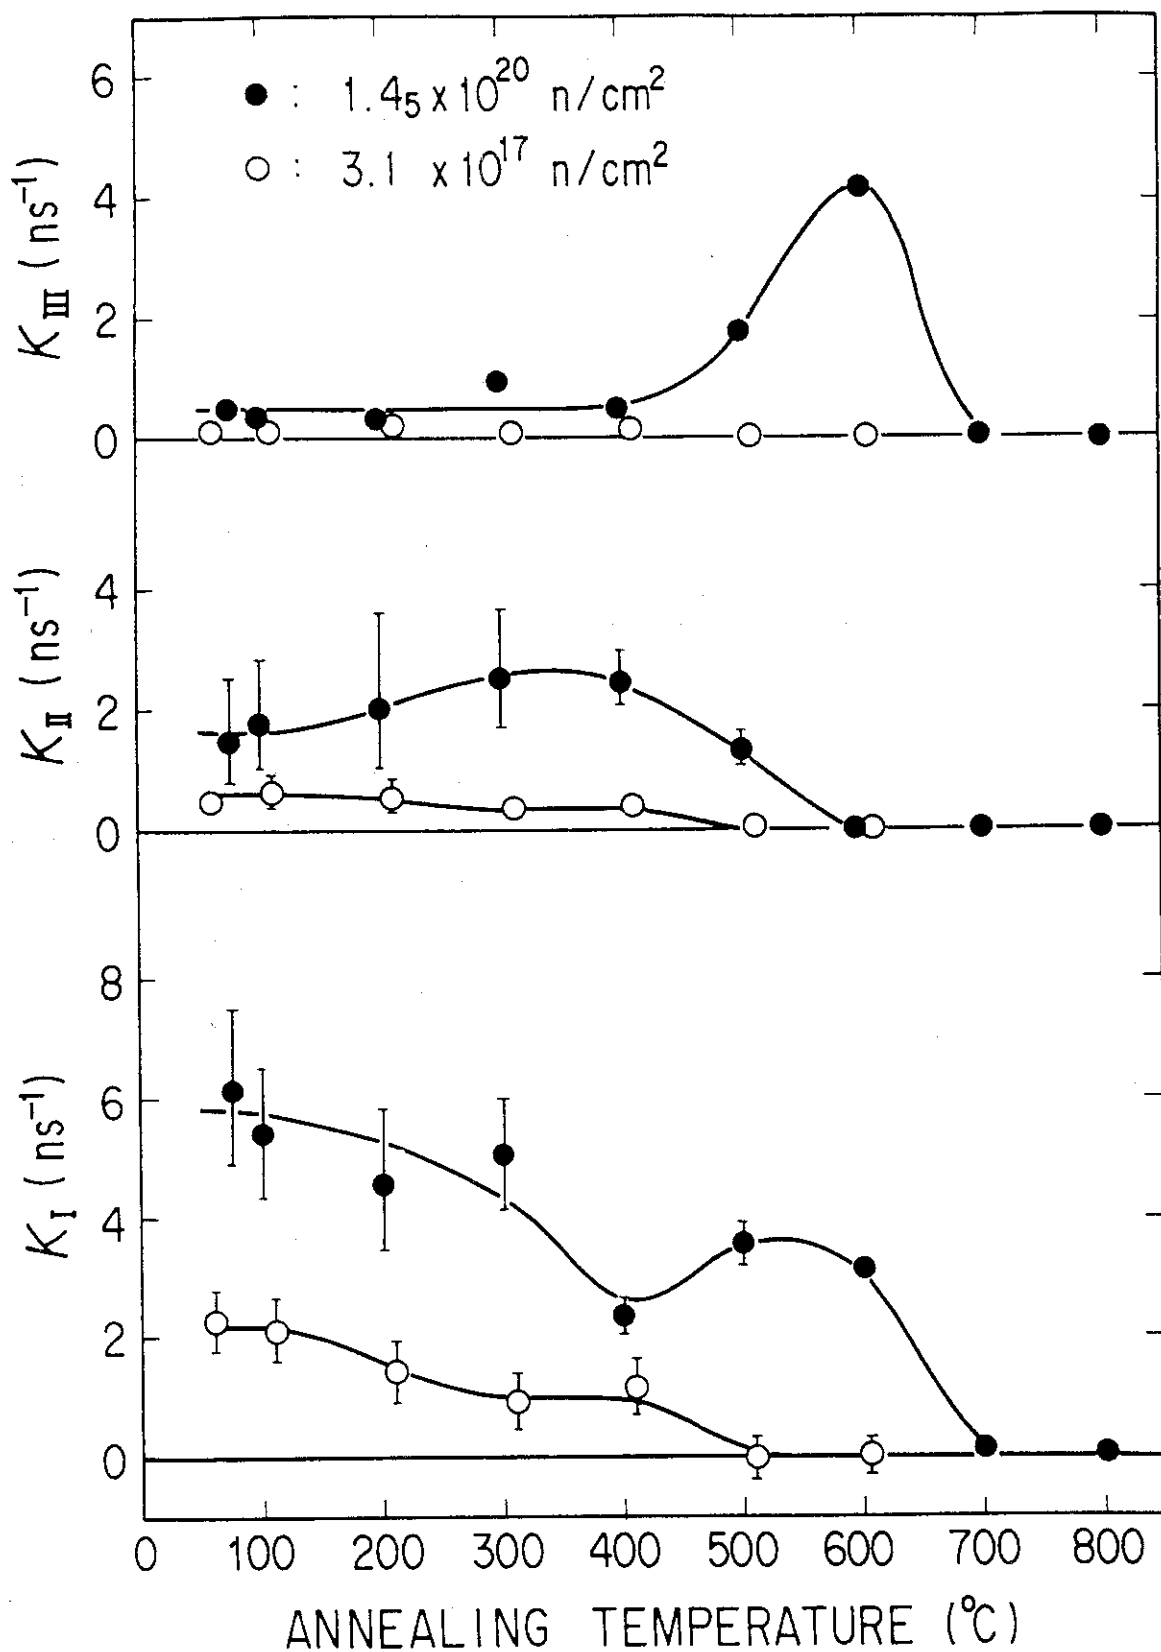 6
● : 1.4₅ x 10²⁰ n/cm²
○ : 3.1 x10¹⁷ n/cm²
4
2
0
K_III (ns⁻¹)
4
2
0
K_II (ns⁻¹)
8
6
4
2
0
K_I (ns⁻¹)
0 100 200 300 400 500 600 700 800
ANNEALING TEMPERATURE (°C)